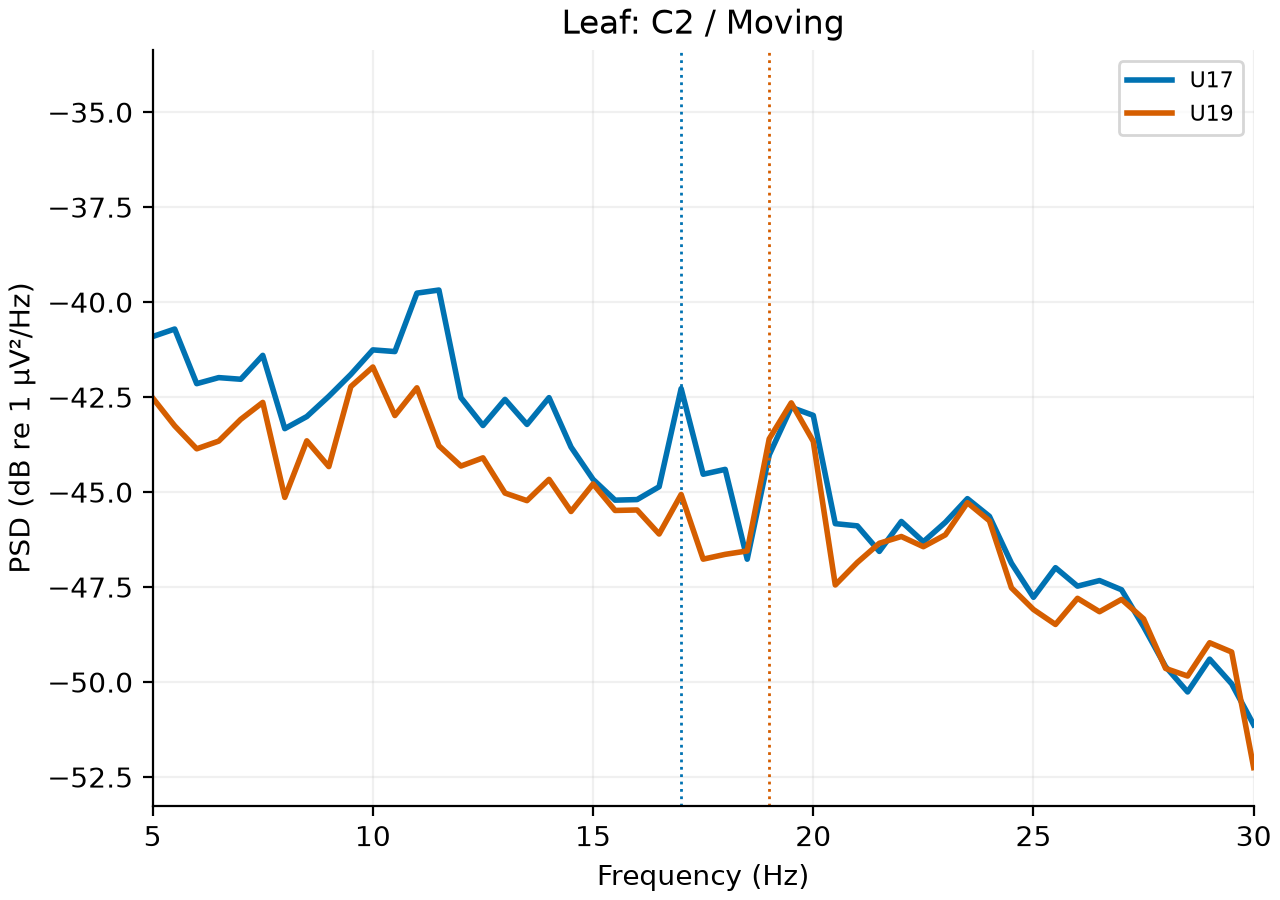 Leaf: C2 / Moving
U17
U19
−35.0
−37.5
−40.0
−42.5
−45.0
−47.5
−50.0
−52.5
PSD (dB re 1 µV²/Hz)
5 10 15 20 25 30
Frequency (Hz)